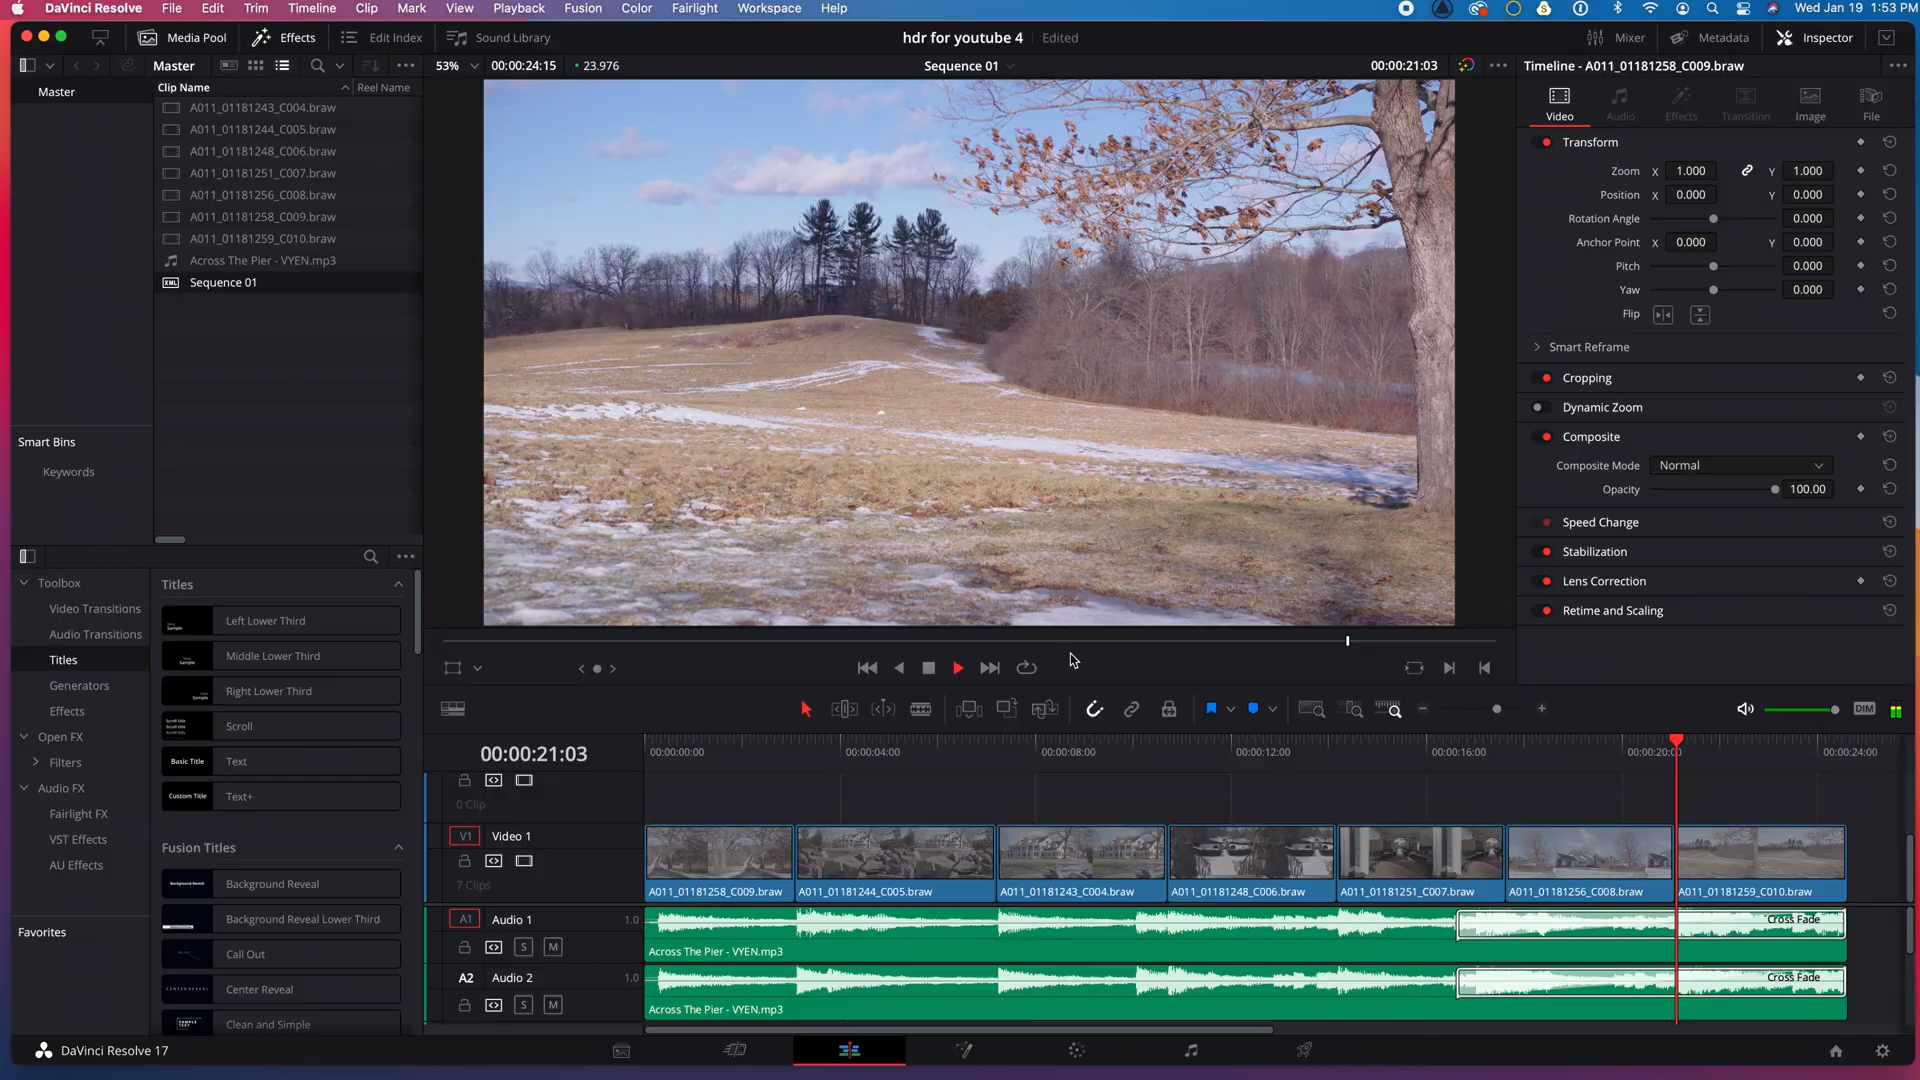 DaVinci Resolve File Edit Trim Timeline Clip Mark View Playback Fusion Color Fairlight Workspace Help Wed Jan 19 1:53 PM
Media Pool Effects Edit Index Sound Library hdr for youtube 4 Edited Mixer Metadata Inspector
Master 53% 00:00:24:15 23.976 Sequence 01 00:00:21:03 Timeline - A011_01181258_C009.braw
Master
Clip Name Reel Name
A011_01181243_C004.braw
A011_01181244_C005.braw
A011_01181248_C006.braw
A011_01181251_C007.braw
A011_01181256_C008.braw
A011_01181258_C009.braw
A011_01181259_C010.braw
Across The Pier - VYEN.mp3
XML Sequence 01
Smart Bins
Keywords
Video Audio Effects Transition Image File
Transform
Zoom X 1.000 Y 1.000
Position X 0.000 Y 0.000
Rotation Angle 0.000
Anchor Point X 0.000 Y 0.000
Pitch 0.000
Yaw 0.000
Flip
Smart Reframe
Cropping
Dynamic Zoom
Composite
Composite Mode Normal
Opacity 100.00
Speed Change
Stabilization
Lens Correction
Retime and Scaling
Toolbox
Video Transitions
Audio Transitions
Titles
Generators
Effects
Open FX
Filters
Audio FX
Fairlight FX
VST Effects
AU Effects
Favorites
Titles
Left Lower Third
Middle Lower Third
Right Lower Third
Scroll
Basic Title Text
Custom Title Text+
Fusion Titles
Background Reveal
Background Reveal Lower Third
Call Out
CENTER REVEAL Center Reveal
Clean and Simple
DIM
00:00:21:03 00:00:00:00 00:00:04:00 00:00:08:00 00:00:12:00 00:00:16:00 00:00:24:00
0 Clip
V1 Video 1
7 Clips
A011_01181258_C009.braw A011_01181244_C005.braw A011_01181243_C004.braw A011_01181248_C006.braw A011_01181251_C007.braw A011_01181256_C008.braw A011_01181259_C010.braw
A1 Audio 1 1.0 Cross Fade
S M Across The Pier - VYEN.mp3
A2 Audio 2 1.0 Cross Fade
S M Across The Pier - VYEN.mp3
DaVinci Resolve 17